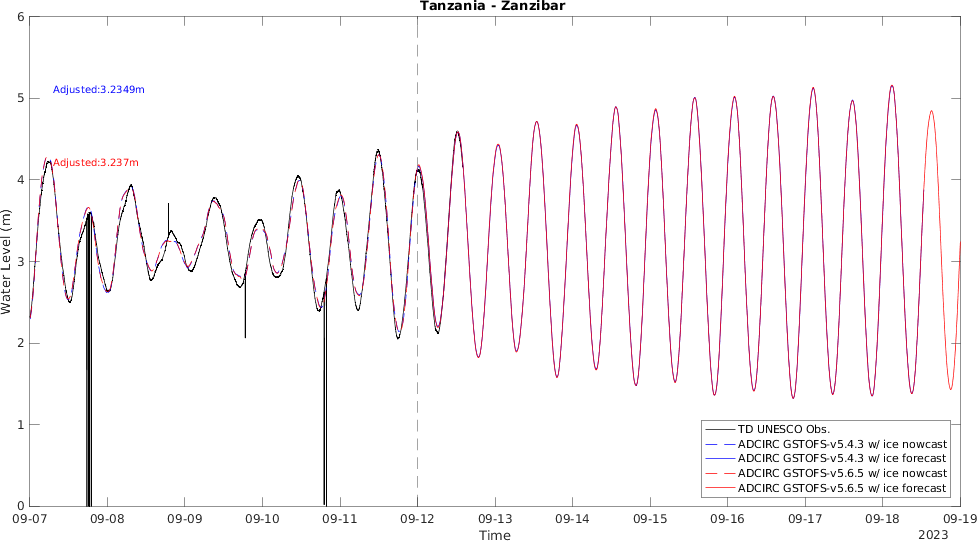 Tanzania - Zanzibar
6
5
4
3
2
1
0
Water Level (m)
Adjusted:3.2349m
Adjusted:3.237m
TD UNESCO Obs.
ADCIRC GSTOFS-v5.4.3 w/ ice nowcast
ADCIRC GSTOFS-v5.4.3 w/ ice forecast
ADCIRC GSTOFS-v5.6.5 w/ ice nowcast
ADCIRC GSTOFS-v5.6.5 w/ ice forecast
09-07 09-08 09-09 09-10 09-11 09-12 09-13 09-14 09-15 09-16 09-17 09-18 09-19
Time
2023